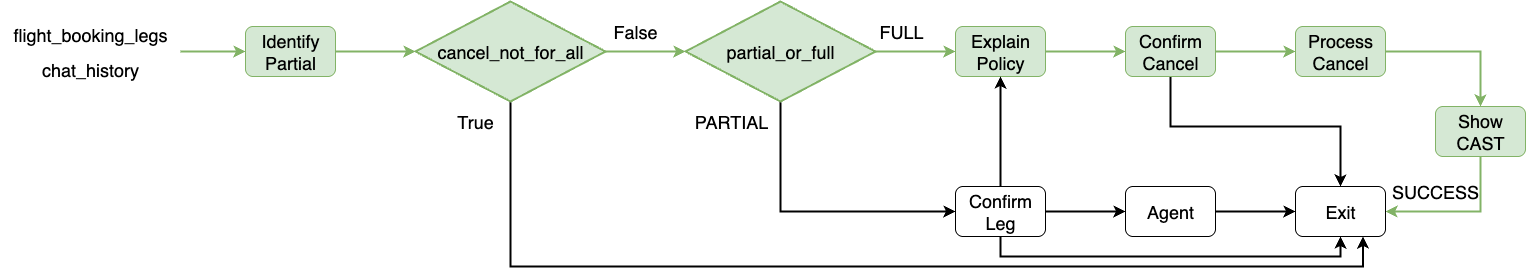 flight_booking_legs
chat_history
Identify
Partial
cancel_not_for_all
False
True
partial_or_full
FULL
PARTIAL
Explain
Policy
Confirm
Cancel
Process
Cancel
Show
CAST
SUCCESS
Confirm
Leg
Agent
Exit